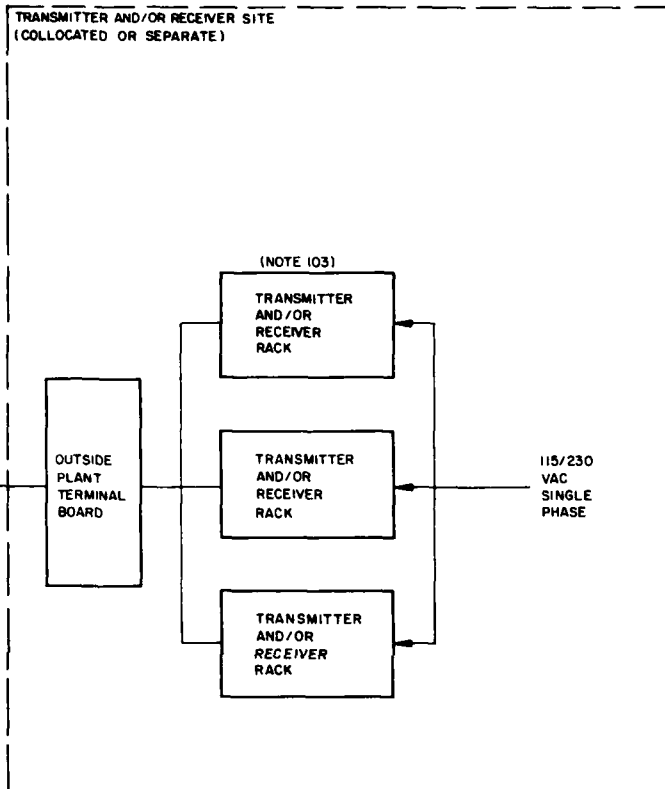 TRANSMITTER AND/OR RECEIVER SITE
(COLLOCATED OR SEPARATE)
(NOTE 103)
TRANSMITTER
AND/OR
RECEIVER
RACK
OUTSIDE
PLANT
TERMINAL
BOARD
TRANSMITTER
AND/OR
RECEIVER
RACK
115/230
VAC
SINGLE
PHASE
TRANSMITTER
AND/OR
RECEIVER
RACK